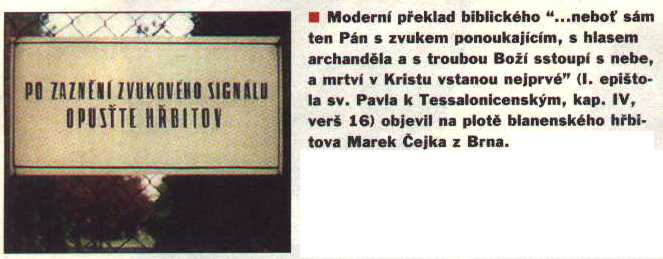 PO ZAZNĚNÍ ZVUKOVÉHO SIGNÁLU
OPUSŤTE HŘBITOV
■ Moderní překlad biblického “...neboť sám
ten Pán s zvukem ponoukajícím, s hlasem
archanděla a s troubou Boží sstoupí s nebe,
a mrtví v Kristu vstanou nejprvé” (I. epišto-
la sv. Pavla k Tessalonicenským, kap. IV,
verš 16) objevil na plotě blanenského hřbi-
tova Marek Čejka z Brna.